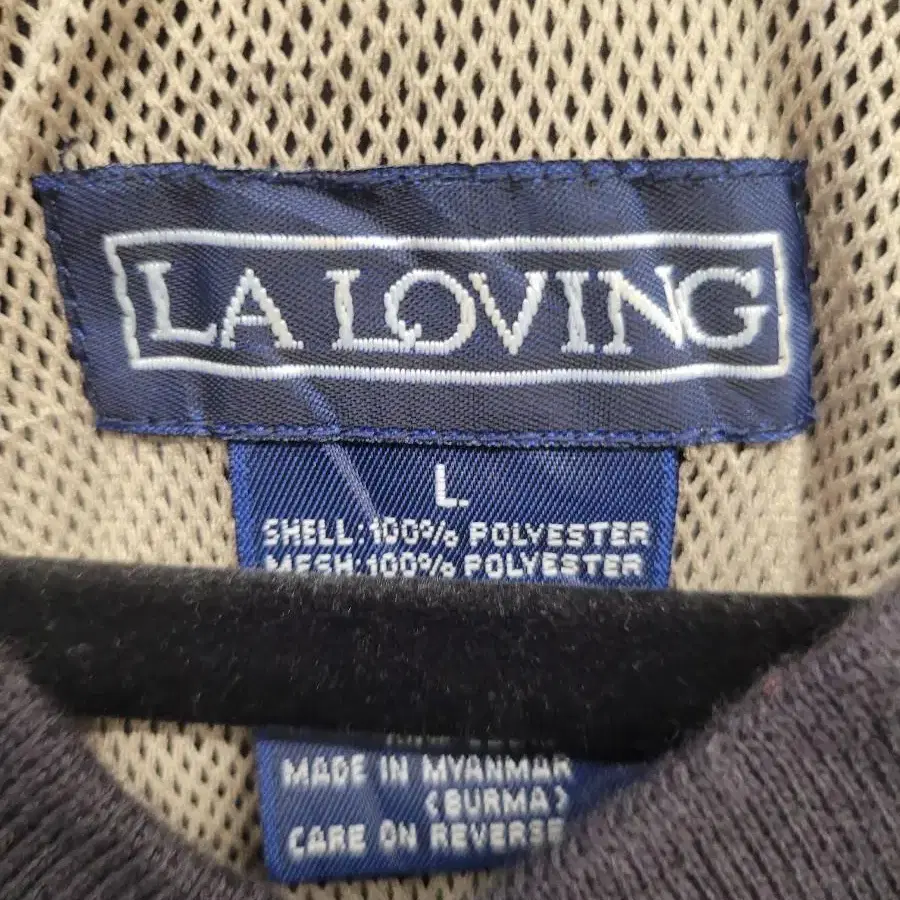 LA LOVING
L
SHELL:100% POLYESTER
MESH:100% POLYESTER
MADE IN MYANMAR
(BURMA)
CARE ON REVERSE